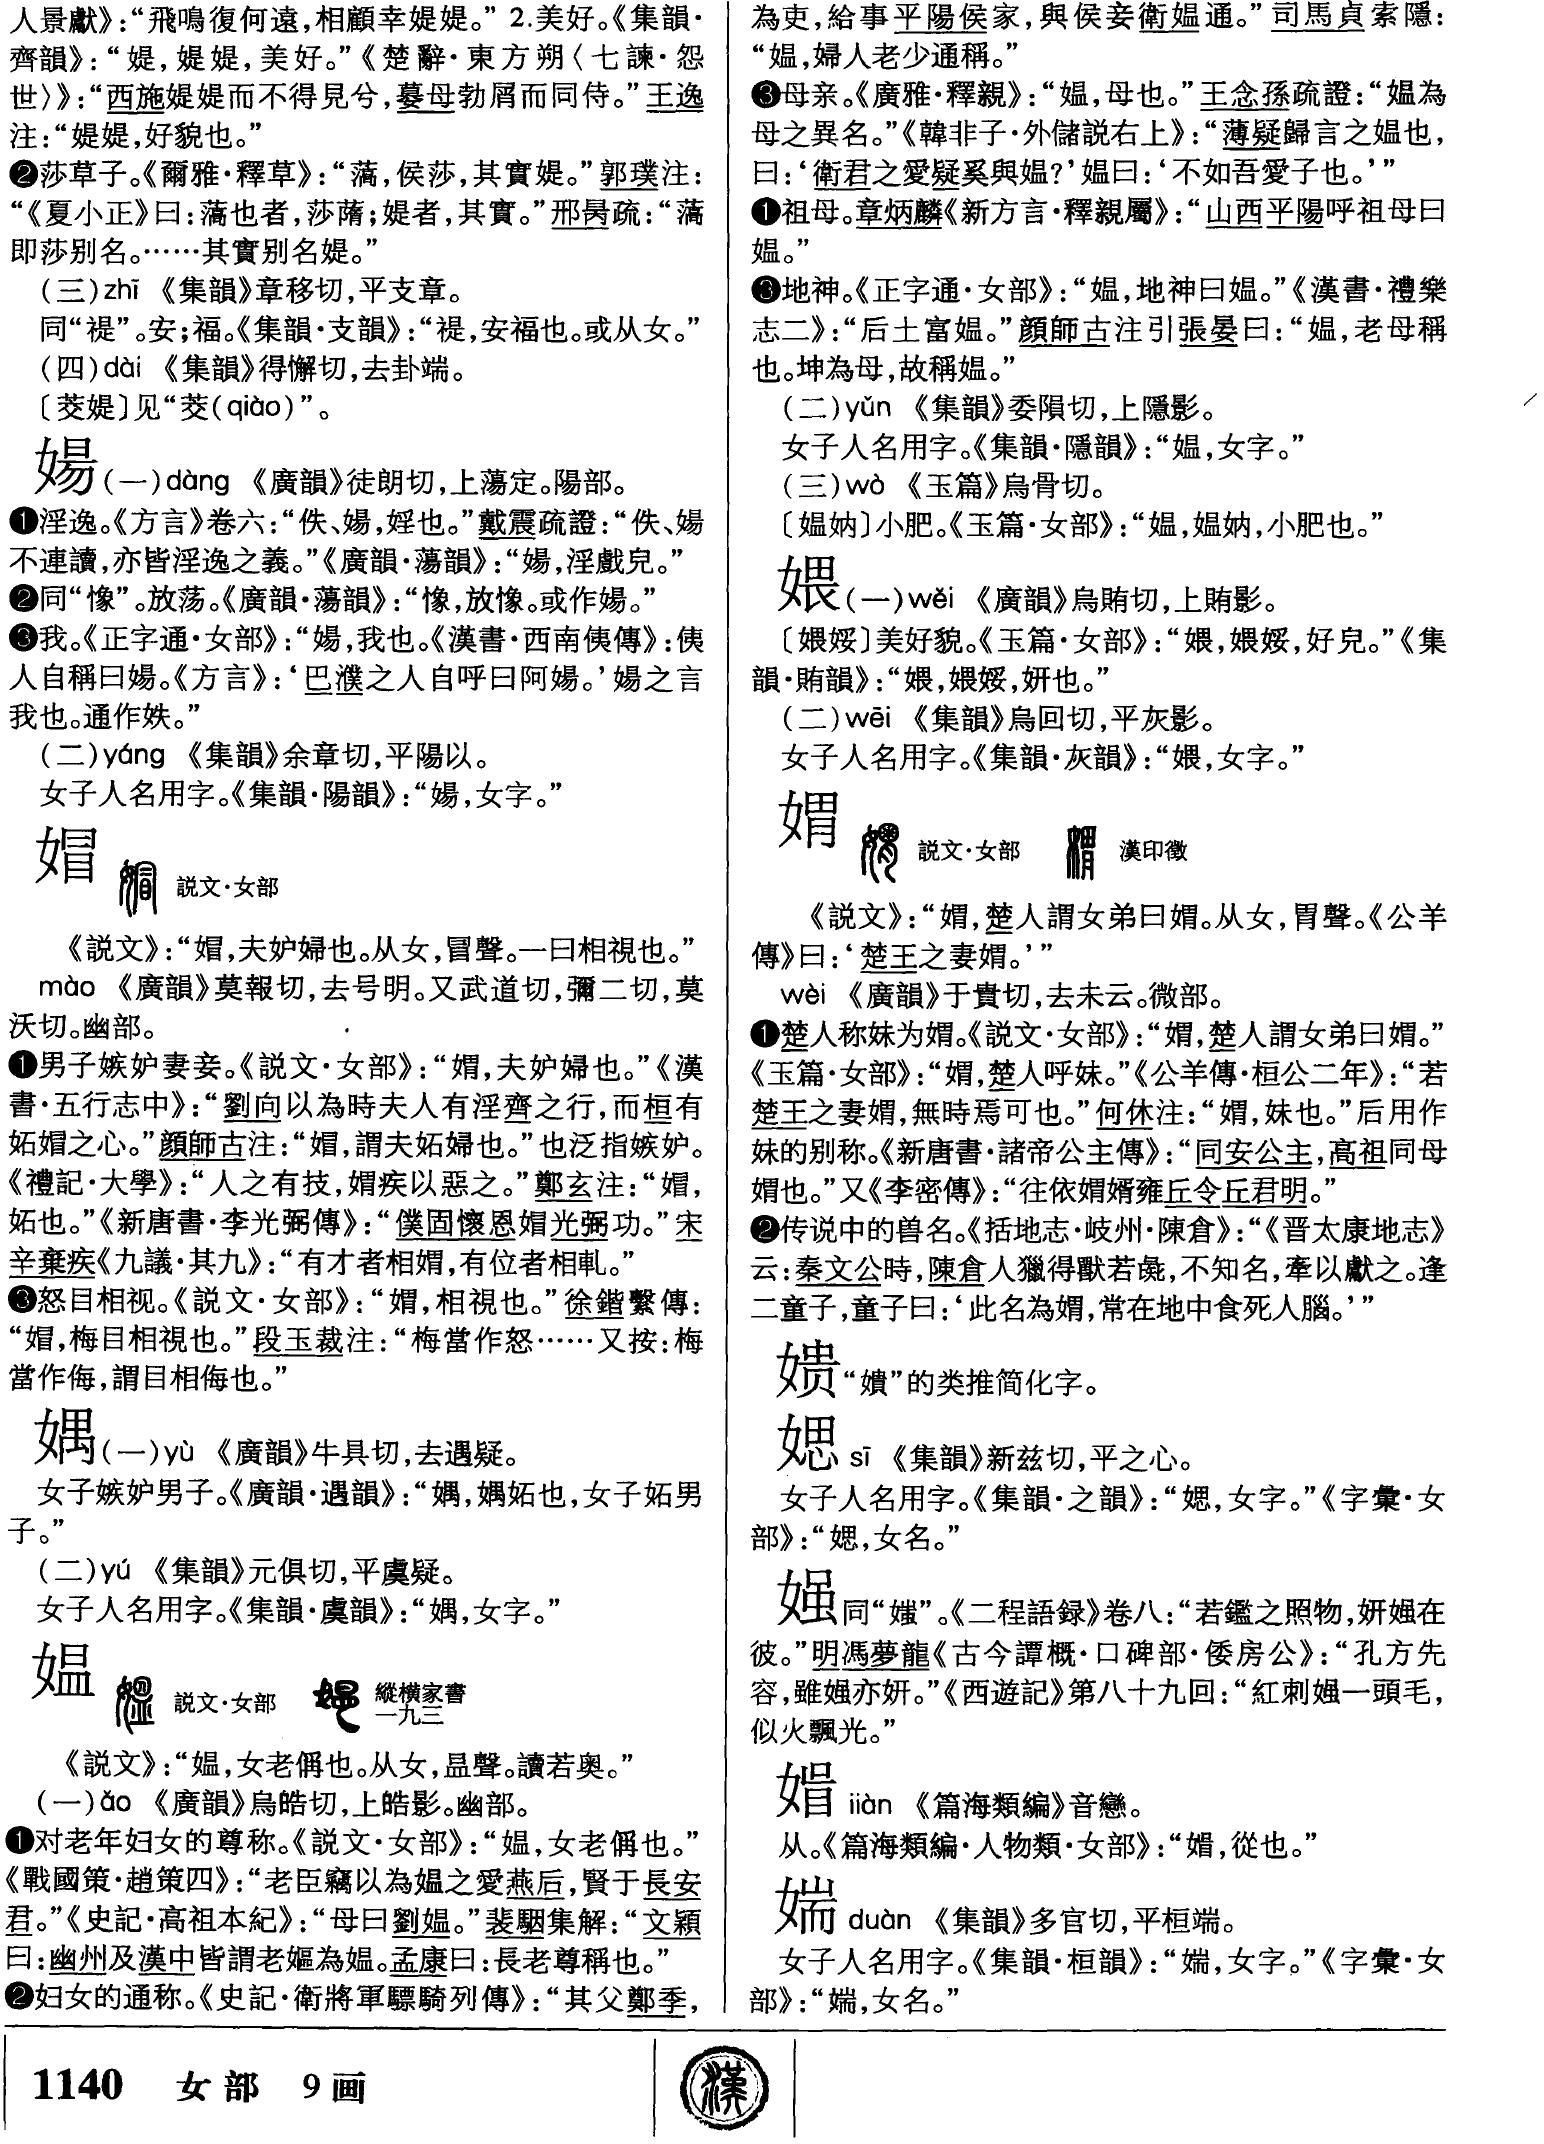 人景獻》：“飛鳴復何遠，相顧幸媞媞。” 2.美好。《集韻·
齊韻》：“媞，媞媞，美好。”《楚辭·東方朔〈七諫·怨
世〉》：“西施媞媞而不得見兮，嫫母勃屑而同侍。”王逸
注：“媞媞，好貌也。”
❷莎草子。《爾雅·釋草》：“薃，侯莎，其實媞。”郭璞注：
“《夏小正》曰：薃也者，莎蓆；媞者，其實。”邢昺疏：“薃
即莎别名。……其實别名媞。”
(三)zhī 《集韻》章移切，平支章。
同“禔”。安；福。《集韻·支韻》：“禔，安福也。或从女。”
(四)dài 《集韻》得懈切，去卦端。
〔茭媞〕见“茭(qiào)”。
婸(一)dàng 《廣韻》徒朗切，上蕩定。陽部。
❶淫逸。《方言》卷六：“佚、婸，婬也。”戴震疏證：“佚、婸
不連讀，亦皆淫逸之義。”《廣韻·蕩韻》：“婸，淫戲皃。”
❷同“惕”。放荡。《廣韻·蕩韻》：“愓，放愓。或作婸。”
❸我。《正字通·女部》：“婸，我也。《漢書·西南侇傳》：侇
人自稱曰婸。《方言》：‘巴濮之人自呼曰阿婸。’婸之言
我也。通作姎。”
(二)yáng 《集韻》余章切，平陽以。
女子人名用字。《集韻·陽韻》：“婸，女字。”
媢 説文·女部
《説文》：“媢，夫妒婦也。从女，冒聲。一曰相視也。”
mào 《廣韻》莫報切，去号明。又武道切，彌二切，莫
沃切。幽部。
❶男子嫉妒妻妾。《説文·女部》：“媢，夫妒婦也。”《漢
書·五行志中》：“劉向以為時夫人有淫齊之行，而桓有
妬媢之心。”顔師古注：“媢，謂夫妬婦也。”也泛指嫉妒。
《禮記·大學》：“人之有技，媢疾以惡之。”鄭玄注：“媢，
妬也。”《新唐書·李光弼傳》：“僕固懷恩媢光弼功。”宋
辛棄疾《九議·其九》：“有才者相媢，有位者相軋。”
❸怒目相视。《説文·女部》：“媢，相視也。”徐鍇繫傳：
“媢，梅目相視也。”段玉裁注：“梅當作怒……又按：梅
當作侮，謂目相侮也。”
媀(一)yù 《廣韻》牛具切，去遇疑。
女子嫉妒男子。《廣韻·遇韻》：“媀，媀妬也，女子妬男
子。”
(二)yú 《集韻》元俱切，平虞疑。
女子人名用字。《集韻·虞韻》：“媀，女字。”
媪 説文·女部 縱横家書
一九三
《説文》：“媪，女老偁也。从女，昷聲。讀若奥。”
(一)ǎo 《廣韻》烏皓切，上皓影。幽部。
❶对老年妇女的尊称。《説文·女部》：“媪，女老偁也。”
《戰國策·趙策四》：“老臣竊以為媪之愛燕后，賢于長安
君。”《史記·高祖本紀》：“母曰劉媪。”裴駰集解：“文穎
曰：幽州及漢中皆謂老嫗為媪。孟康曰：長老尊稱也。”
❷妇女的通称。《史記·衛將軍驃騎列傳》：“其父鄭季，
為吏，給事平陽侯家，與侯妾衛媪通。”司馬貞索隱：
“媪，婦人老少通稱。”
❸母亲。《廣雅·釋親》：“媪，母也。”王念孫疏證：“媪為
母之異名。”《韓非子·外儲説右上》：“薄疑歸言之媪也，
曰：‘衛君之愛疑奚與媪？’媪曰：‘不如吾愛子也。’”
❶祖母。章炳麟《新方言·釋親屬》：“山西平陽呼祖母曰
媪。”
❸地神。《正字通·女部》：“媪，地神曰媪。”《漢書·禮樂
志二》：“后土富媪。”顔師古注引張晏曰：“媪，老母稱
也。坤為母，故稱媪。”
(二)yǔn 《集韻》委隕切，上隱影。
女子人名用字。《集韻·隱韻》：“媪，女字。”
(三)wò 《玉篇》烏骨切。
〔媪妠〕小肥。《玉篇·女部》：“媪，媪妠，小肥也。”
媁(一)wěi 《廣韻》烏賄切，上賄影。
〔媁娞〕美好貌。《玉篇·女部》：“媁，媁娞，好皃。”《集
韻·賄韻》：“媁，媁娞，妍也。”
(二)wēi 《集韻》烏回切，平灰影。
女子人名用字。《集韻·灰韻》：“媁，女字。”
媦 説文·女部 漢印徵
《説文》：“媦，楚人謂女弟曰媦。从女，胃聲。《公羊
傳》曰：‘楚王之妻媦。’”
wèi 《廣韻》于貴切，去未云。微部。
❶楚人称妹为媦。《説文·女部》：“媦，楚人謂女弟曰媦。”
《玉篇·女部》：“媦，楚人呼妹。”《公羊傳·桓公二年》：“若
楚王之妻媦，無時焉可也。”何休注：“媦，妹也。”后用作
妹的别称。《新唐書·諸帝公主傳》：“同安公主，高祖同母
媦也。”又《李密傳》：“往依媦婿雍丘令丘君明。”
❷传说中的兽名。《括地志·岐州·陳倉》：“《晋太康地志》
云：秦文公時，陳倉人獵得獸若彘，不知名，牽以獻之。逢
二童子，童子曰：‘此名為媦，常在地中食死人腦。’”
“嬇”的类推简化字。
媤 sī 《集韻》新兹切，平之心。
女子人名用字。《集韻·之韻》：“媤，女字。”《字彙·女
部》：“媤，女名。”
同“媸”。《二程語録》卷八：“若鑑之照物，妍媸在
彼。”明馮夢龍《古今譚概·口碑部·倭房公》：“孔方先
容，雖媸亦妍。”《西遊記》第八十九回：“紅刺媸一頭毛，
似火飄光。”
iiàn 《篇海類編》音戀。
从。《篇海類編·人物類·女部》：“媋，從也。”
媏 duàn 《集韻》多官切，平桓端。
女子人名用字。《集韻·桓韻》：“媏，女字。”《字彙·女
部》：“媏，女名。”
1140 女部 9画
漢